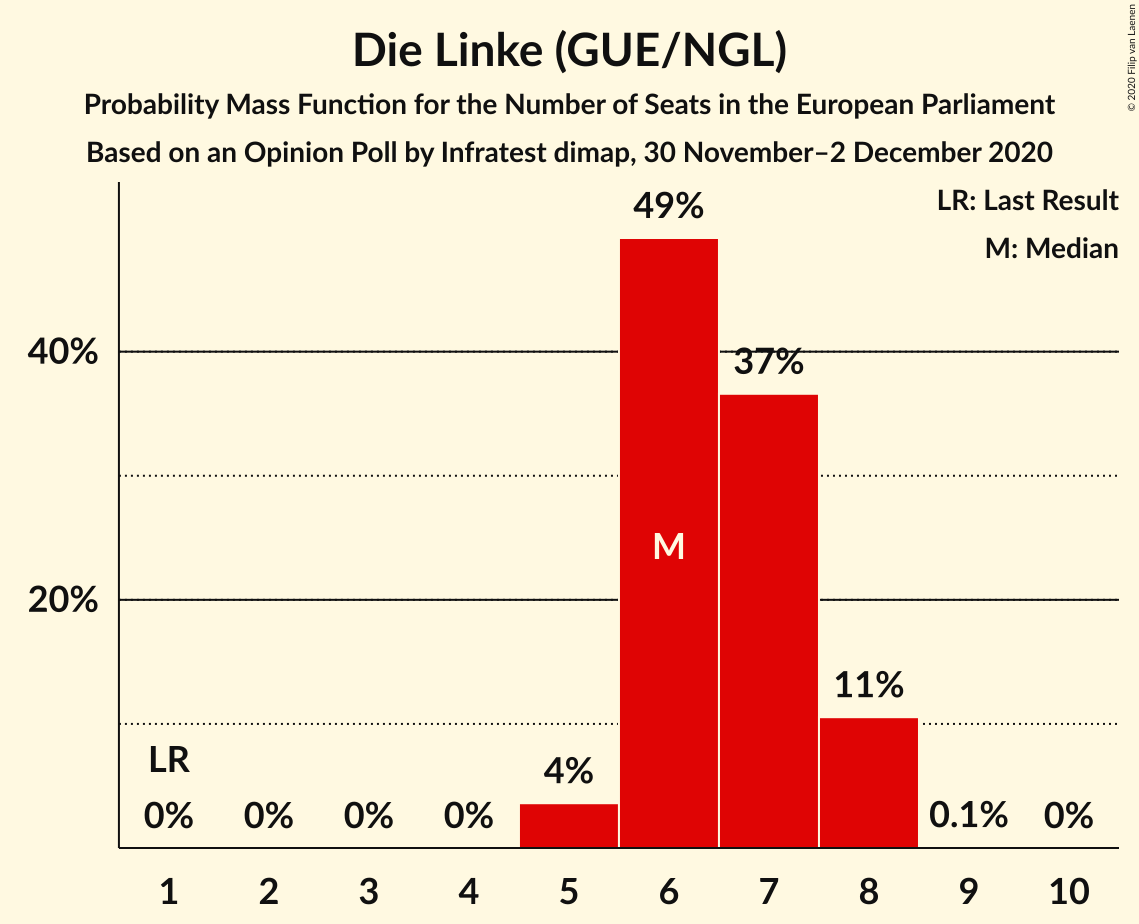 Die Linke (GUE/NGL)
Probability Mass Function for the Number of Seats in the European Parliament
Based on an Opinion Poll by Infratest dimap, 30 November–2 December 2020
© 2020 Filip van Laenen
LR: Last Result
M: Median
49%
40%
37%
M
20%
11%
LR
4%
0% 0% 0% 0% 0.1% 0%
1 2 3 4 5 6 7 8 9 10